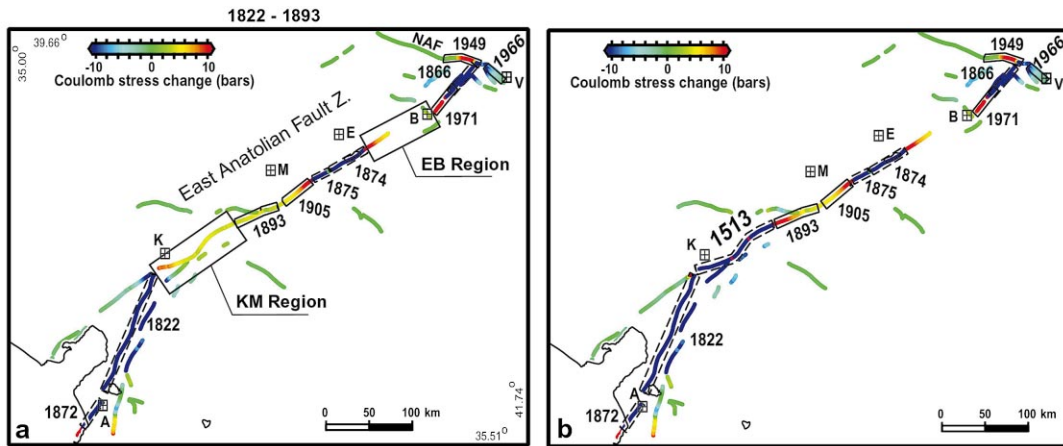 1822 - 1893
39.66°
35.00°
-10 0 10
Coulomb stress change (bars)
NAF
1949
1966
1866
V
B
1971
East Anatolian Fault Z.
E
EB Region
M
1874
1875
1905
1893
K
KM Region
1822
1872
A
0 50 100 km
41.74°
35.51°
a
-10 0 10
Coulomb stress change (bars)
1949
1966
1866
V
B
1971
E
M
1874
1875
1905
1513
1893
K
1822
1872
A
0 50 100 km
b